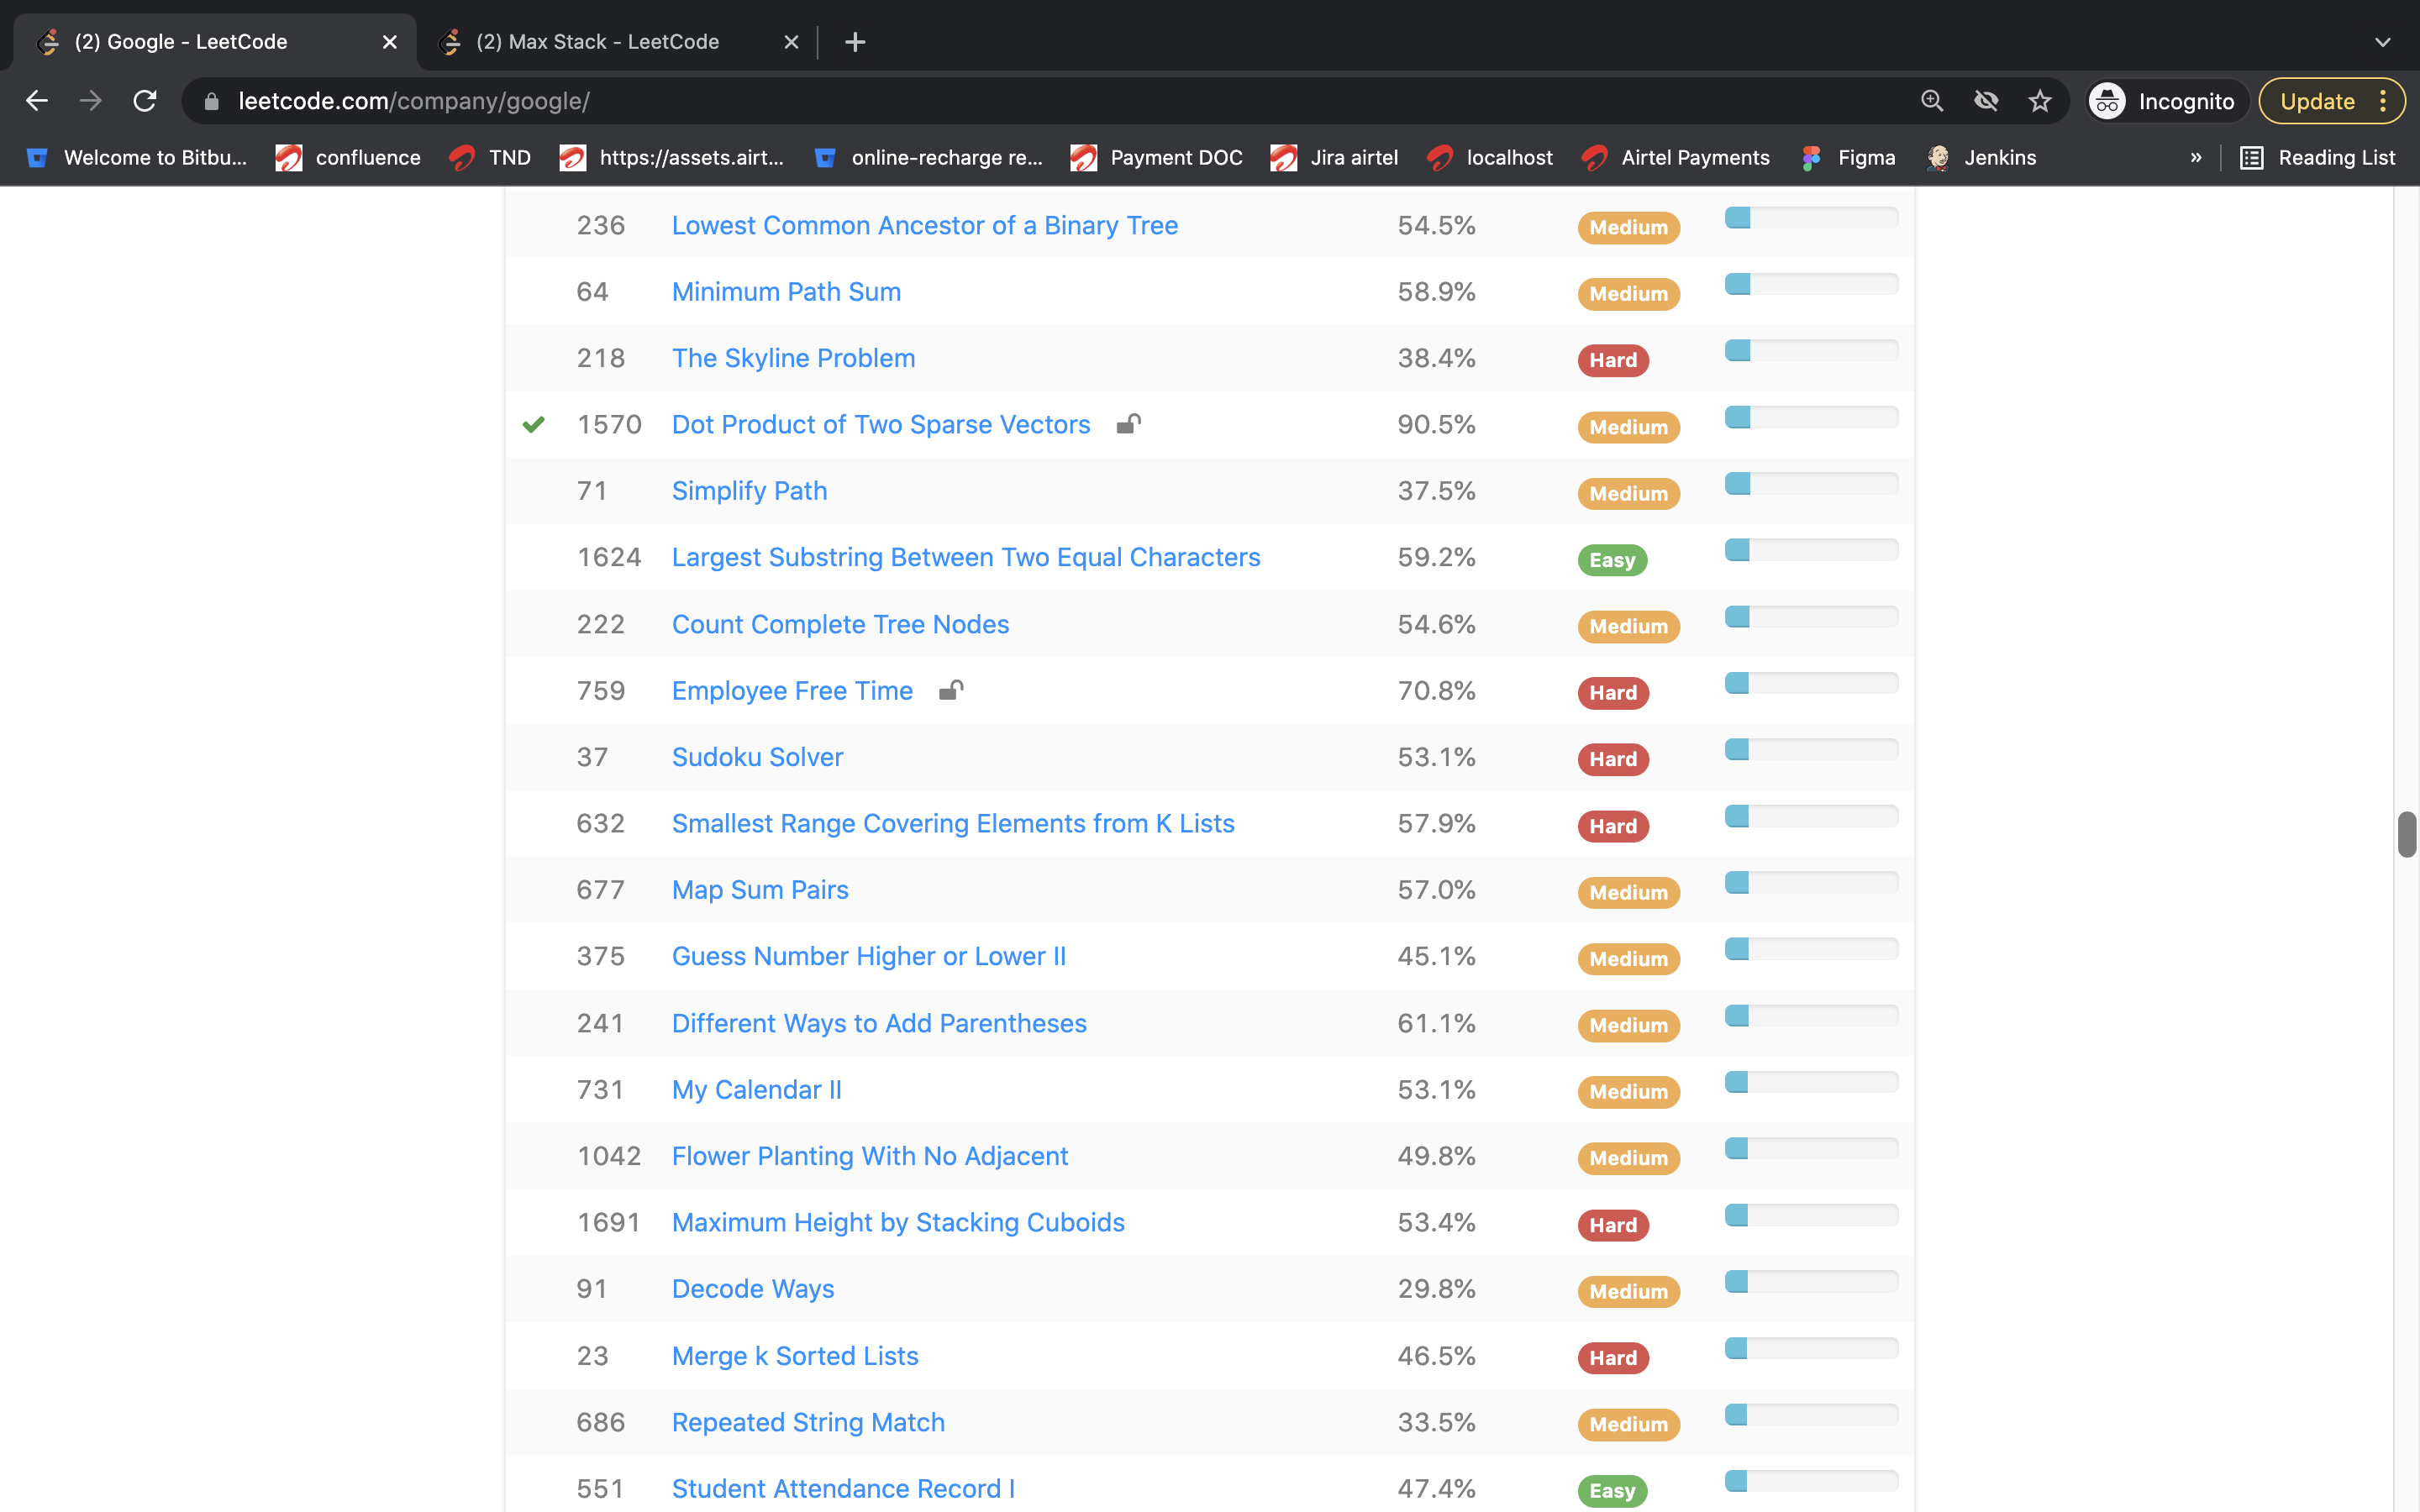 (2) Google - LeetCode
(2) Max Stack - LeetCode
leetcode.com/company/google/
Incognito
Update
Welcome to Bitbu...
confluence
TND
https://assets.airt...
online-recharge re...
Payment DOC
Jira airtel
localhost
Airtel Payments
Figma
Jenkins
»
Reading List
236 Lowest Common Ancestor of a Binary Tree 54.5% Medium
64 Minimum Path Sum 58.9% Medium
218 The Skyline Problem 38.4% Hard
1570 Dot Product of Two Sparse Vectors 90.5% Medium
71 Simplify Path 37.5% Medium
1624 Largest Substring Between Two Equal Characters 59.2% Easy
222 Count Complete Tree Nodes 54.6% Medium
759 Employee Free Time 70.8% Hard
37 Sudoku Solver 53.1% Hard
632 Smallest Range Covering Elements from K Lists 57.9% Hard
677 Map Sum Pairs 57.0% Medium
375 Guess Number Higher or Lower II 45.1% Medium
241 Different Ways to Add Parentheses 61.1% Medium
731 My Calendar II 53.1% Medium
1042 Flower Planting With No Adjacent 49.8% Medium
1691 Maximum Height by Stacking Cuboids 53.4% Hard
91 Decode Ways 29.8% Medium
23 Merge k Sorted Lists 46.5% Hard
686 Repeated String Match 33.5% Medium
551 Student Attendance Record I 47.4% Easy